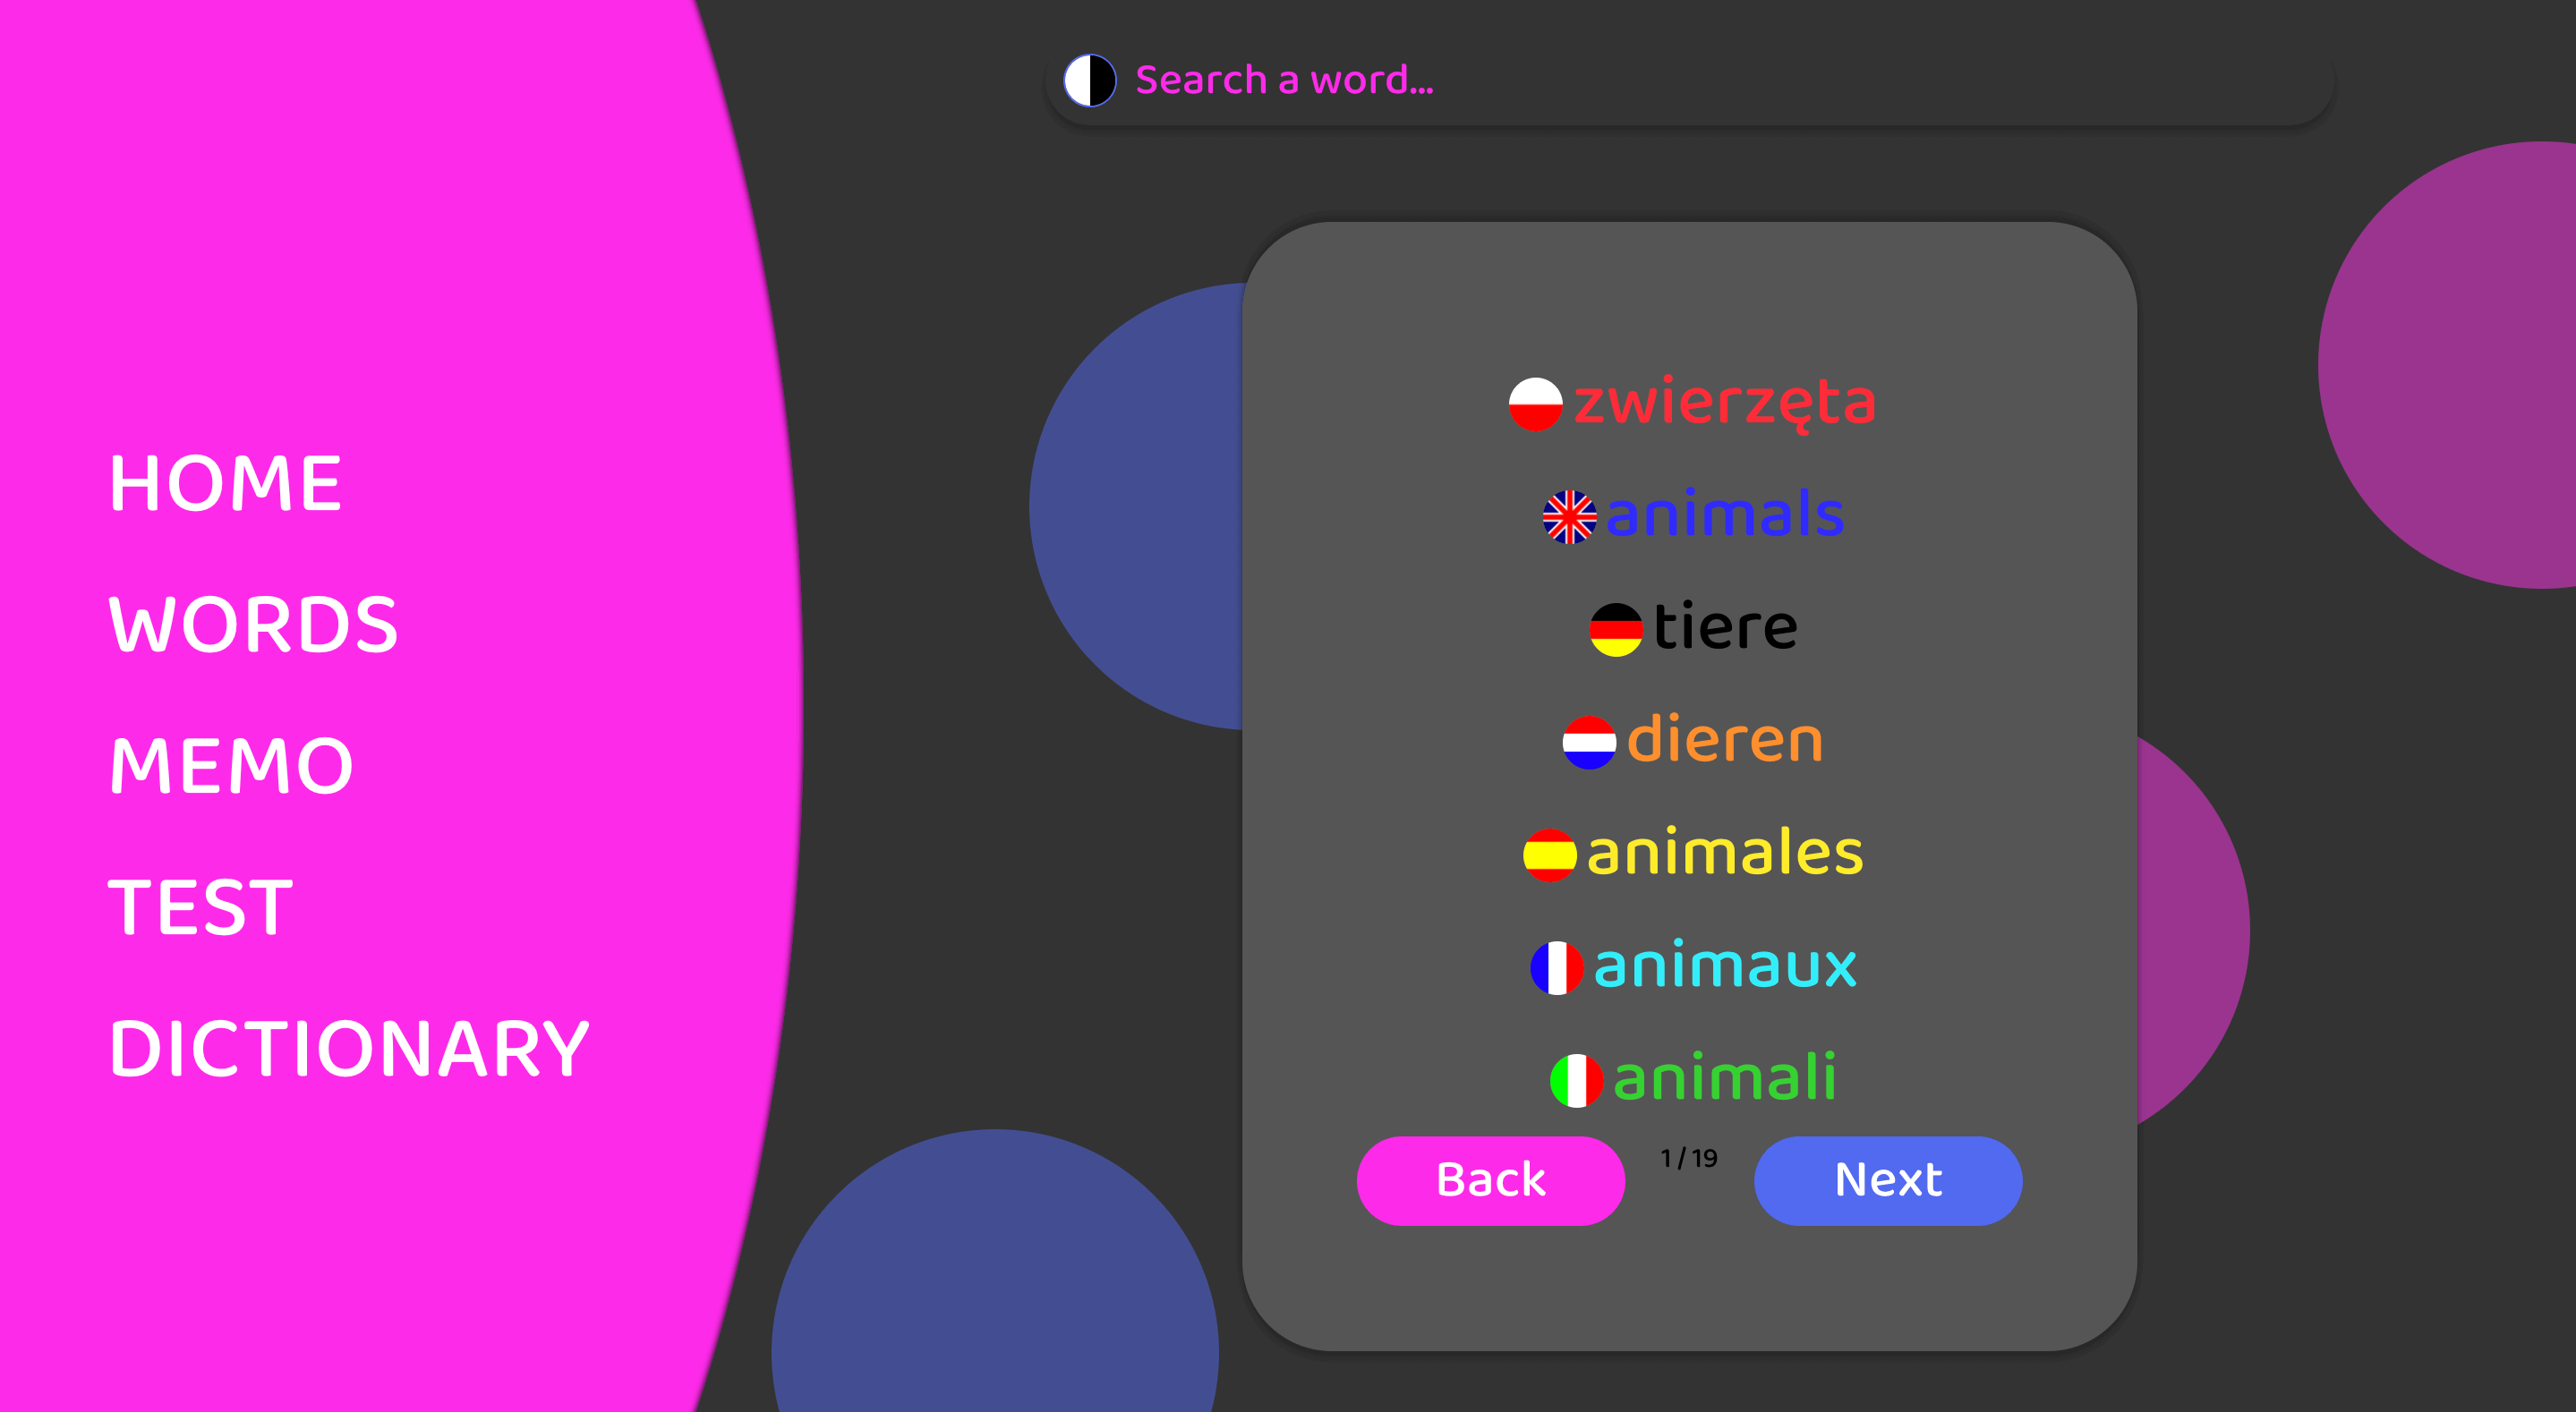 HOME
WORDS
MEMO
TEST
DICTIONARY
Search a word...
zwierzęta
animals
tiere
dieren
animales
animaux
animali
Back
1 / 19
Next